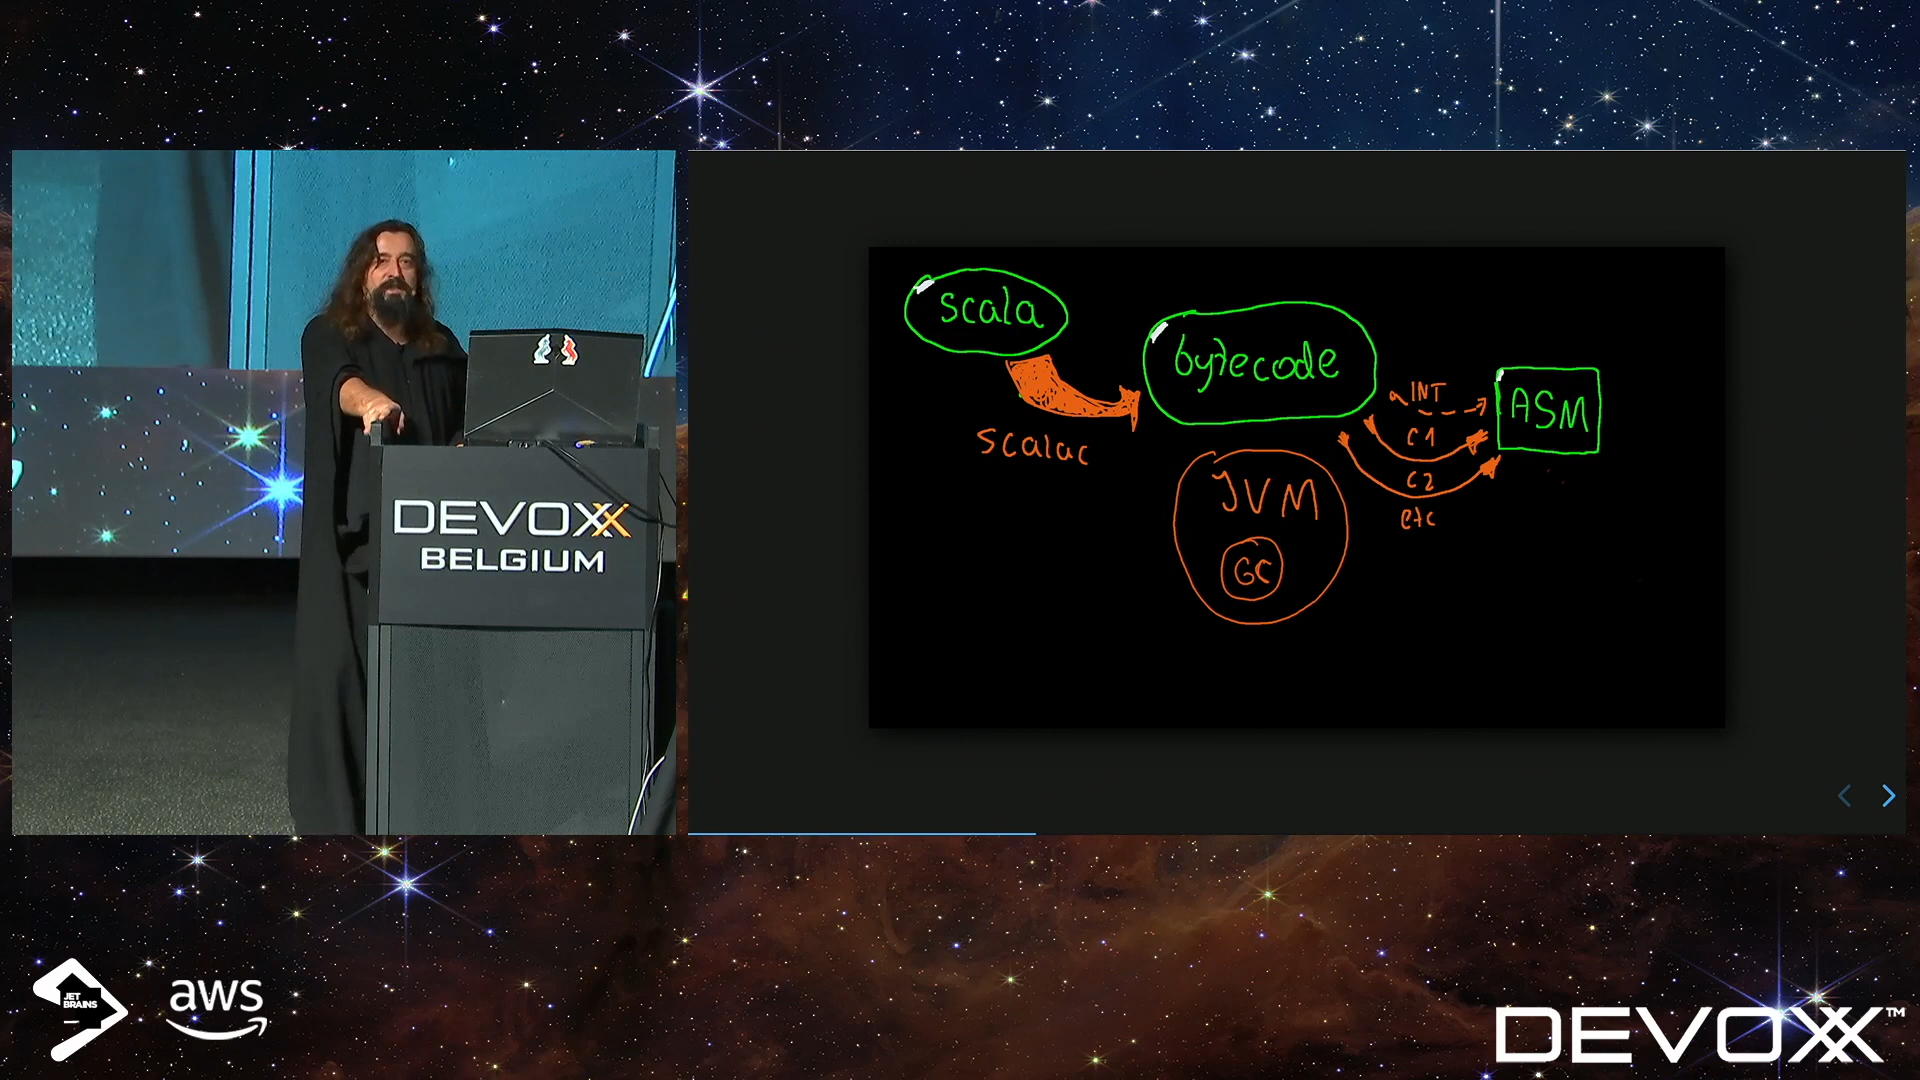 DEVOXX
BELGIUM
scala
scalac
bytecode
JVM
GC
INT
C1
C2
etc
ASM
JET
BRAINS
aws
DEVOXX™